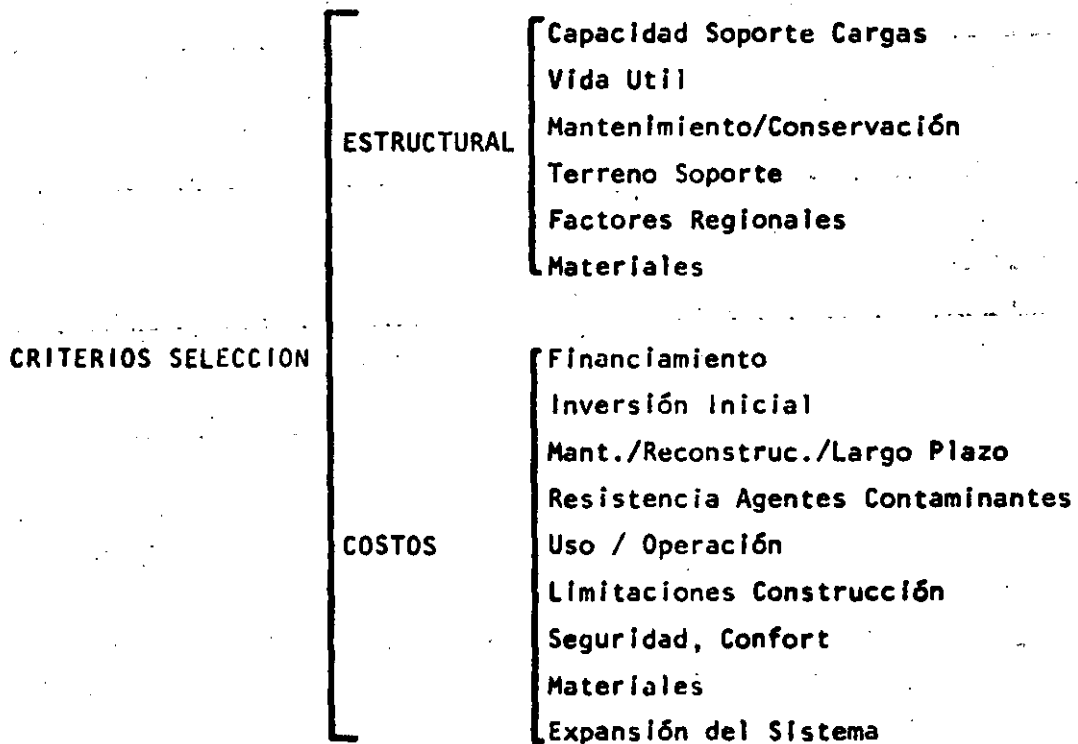 Capacidad Soporte Cargas
Vida Util
ESTRUCTURAL
Mantenimiento/Conservación
Terreno Soporte
Factores Regionales
Materiales
CRITERIOS SELECCION
Financiamiento
Inversión Inicial
Mant./Reconstruc./Largo Plazo
Resistencia Agentes Contaminantes
COSTOS
Uso / Operación
Limitaciones Construcción
Seguridad, Confort
Materiales
Expansión del Sistema